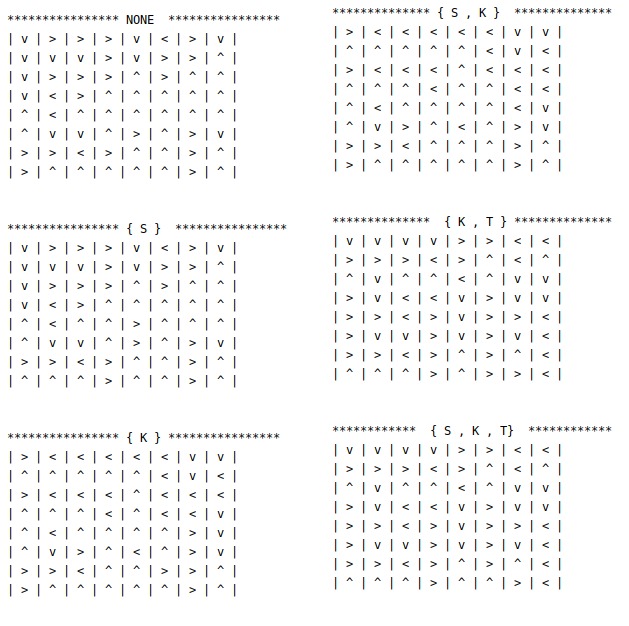 **************** NONE  ****************
| v | > | > | > | v | < | > | v |
| v | v | v | > | v | > | > | ^ |
| v | > | > | > | ^ | > | ^ | ^ |
| v | < | > | ^ | ^ | ^ | ^ | ^ |
| ^ | < | ^ | ^ | ^ | ^ | ^ | ^ |
| ^ | v | v | ^ | > | ^ | > | v |
| > | > | < | > | ^ | ^ | > | ^ |
| > | ^ | ^ | ^ | ^ | ^ | > | ^ |
**************** { S }  ****************
| v | > | > | > | v | < | > | v |
| v | v | v | > | v | > | > | ^ |
| v | > | > | > | ^ | > | ^ | ^ |
| v | < | > | ^ | ^ | ^ | ^ | ^ |
| ^ | < | ^ | ^ | > | ^ | ^ | ^ |
| ^ | v | v | ^ | > | ^ | > | v |
| > | > | < | > | ^ | ^ | > | ^ |
| ^ | ^ | ^ | > | ^ | ^ | > | ^ |
**************** { K } ****************
| > | < | < | < | < | < | v | v |
| ^ | ^ | ^ | ^ | ^ | < | v | < |
| > | < | < | < | ^ | < | < | < |
| ^ | ^ | ^ | < | ^ | < | < | v |
| ^ | < | ^ | ^ | ^ | ^ | > | v |
| ^ | v | > | ^ | < | ^ | > | v |
| > | > | < | ^ | ^ | > | > | ^ |
| > | ^ | ^ | ^ | ^ | ^ | > | ^ |
************** { S , K }  **************
| > | < | < | < | < | < | v | v |
| ^ | ^ | ^ | ^ | ^ | < | v | < |
| > | < | < | < | ^ | < | < | < |
| ^ | ^ | ^ | < | ^ | ^ | < | < |
| ^ | < | ^ | ^ | ^ | ^ | < | v |
| ^ | v | > | ^ | < | ^ | > | v |
| > | > | < | ^ | ^ | ^ | > | ^ |
| > | ^ | ^ | ^ | ^ | ^ | > | ^ |
**************  { K , T } **************
| v | v | v | v | > | > | < | < |
| > | > | > | < | > | ^ | < | ^ |
| ^ | v | ^ | ^ | < | ^ | v | v |
| > | v | < | < | v | > | v | v |
| > | > | < | > | v | > | > | < |
| > | v | v | > | v | > | v | < |
| > | > | < | > | ^ | > | ^ | < |
| ^ | ^ | ^ | > | ^ | > | > | < |
************  { S , K , T}  ************
| v | v | v | v | > | > | < | < |
| > | > | > | < | > | ^ | < | ^ |
| ^ | v | ^ | ^ | < | ^ | v | v |
| > | v | < | < | v | > | v | v |
| > | > | < | > | v | > | > | < |
| > | v | v | > | v | > | v | < |
| > | > | < | > | ^ | > | ^ | < |
| ^ | ^ | ^ | > | ^ | ^ | > | < |